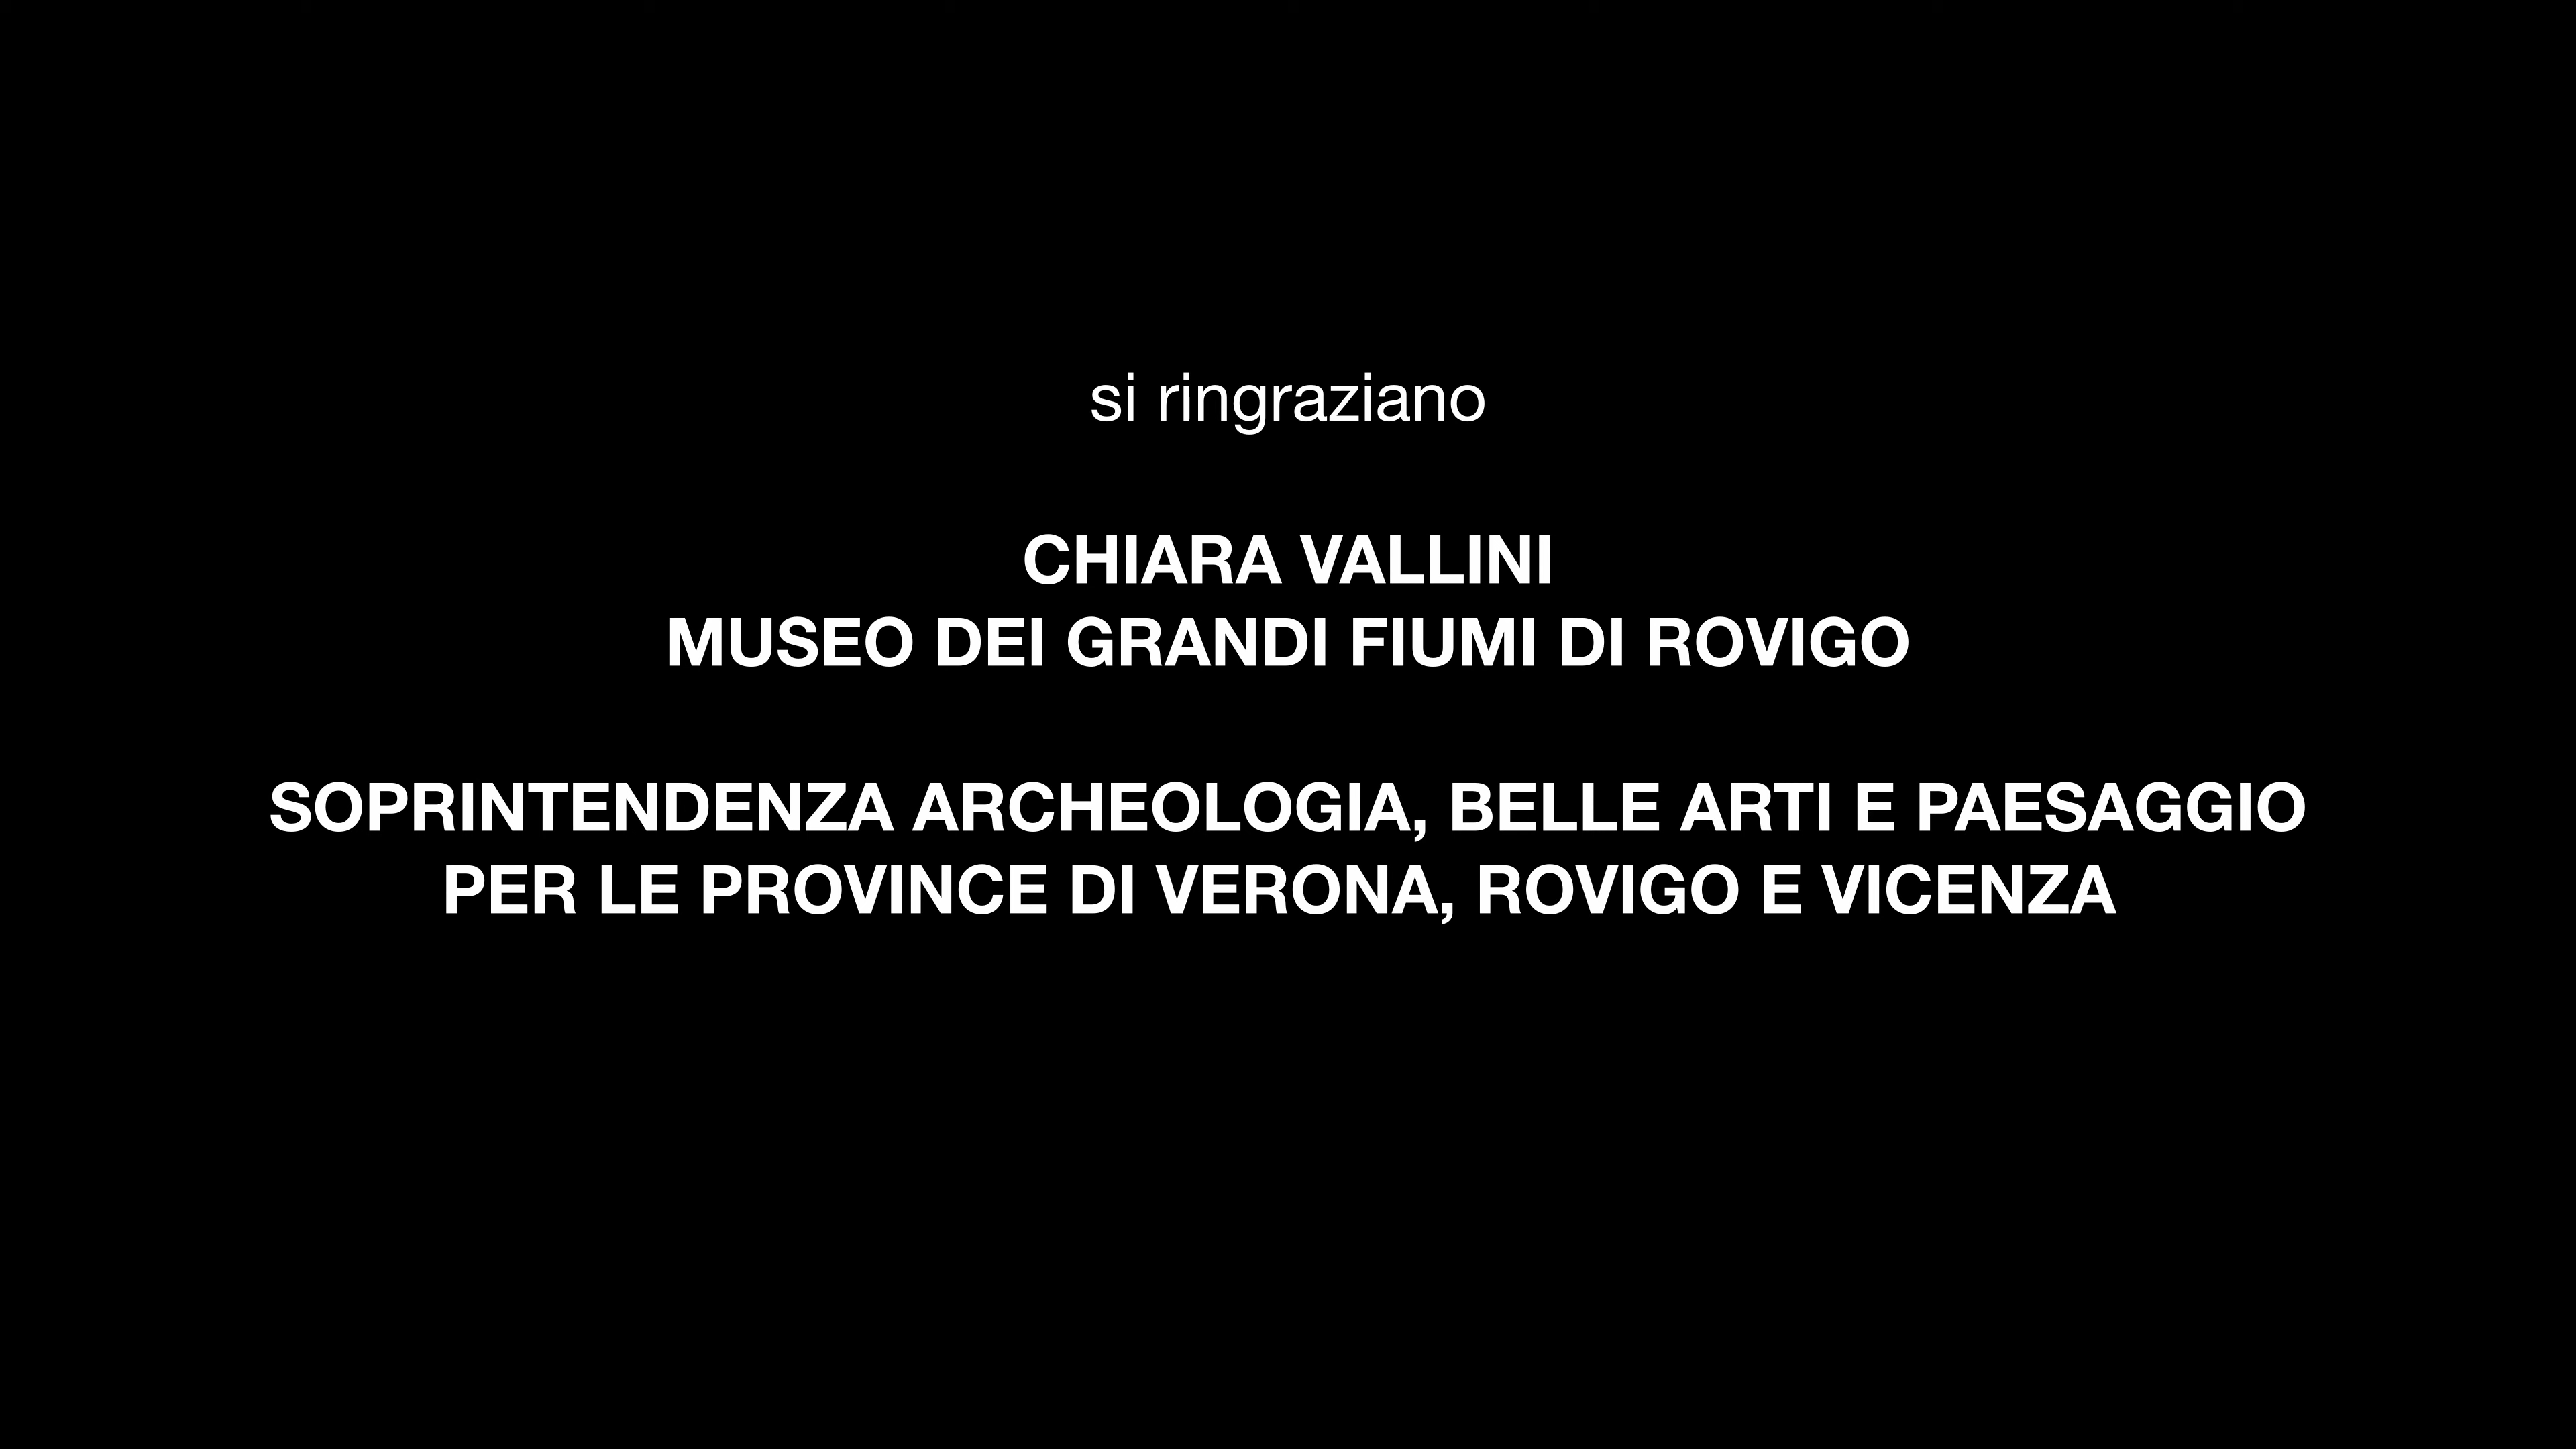 si ringraziano
CHIARA VALLINI
MUSEO DEI GRANDI FIUMI DI ROVIGO
SOPRINTENDENZA ARCHEOLOGIA, BELLE ARTI E PAESAGGIO
PER LE PROVINCE DI VERONA, ROVIGO E VICENZA